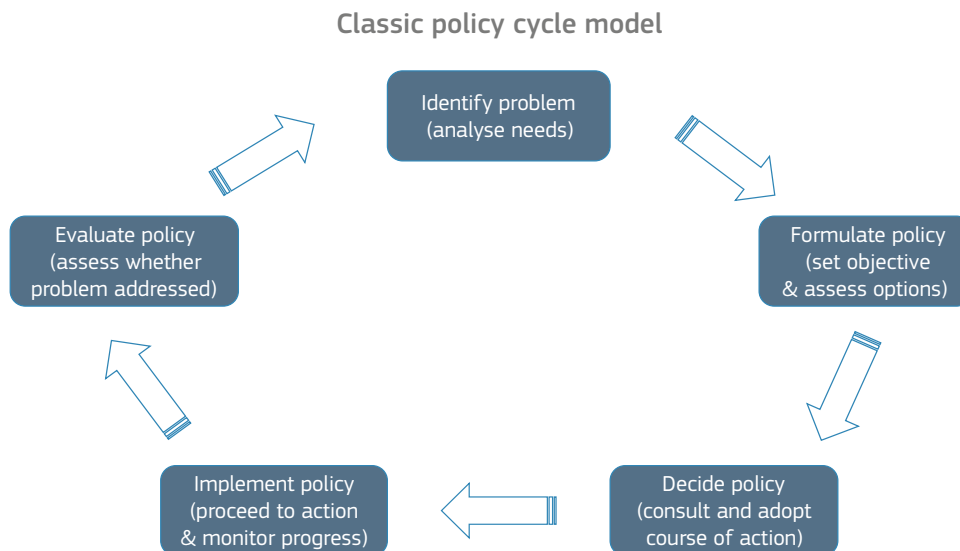 Classic policy cycle model
Identify problem
(analyse needs)
Formulate policy
(set objective
& assess options)
Decide policy
(consult and adopt
course of action)
Implement policy
(proceed to action
& monitor progress)
Evaluate policy
(assess whether
problem addressed)